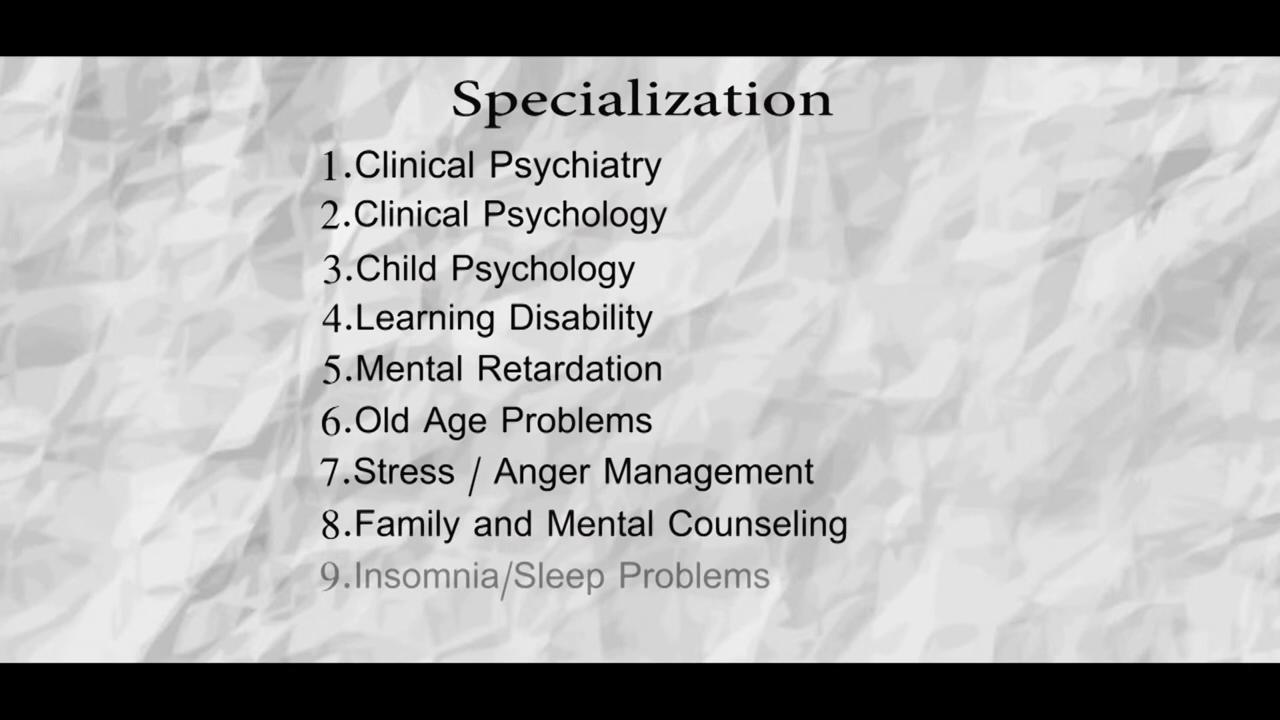 Specialization
1.Clinical Psychiatry
2.Clinical Psychology
3.Child Psychology
4.Learning Disability
5.Mental Retardation
6.Old Age Problems
7.Stress / Anger Management
8.Family and Mental Counseling
9.Insomnia/Sleep Problems